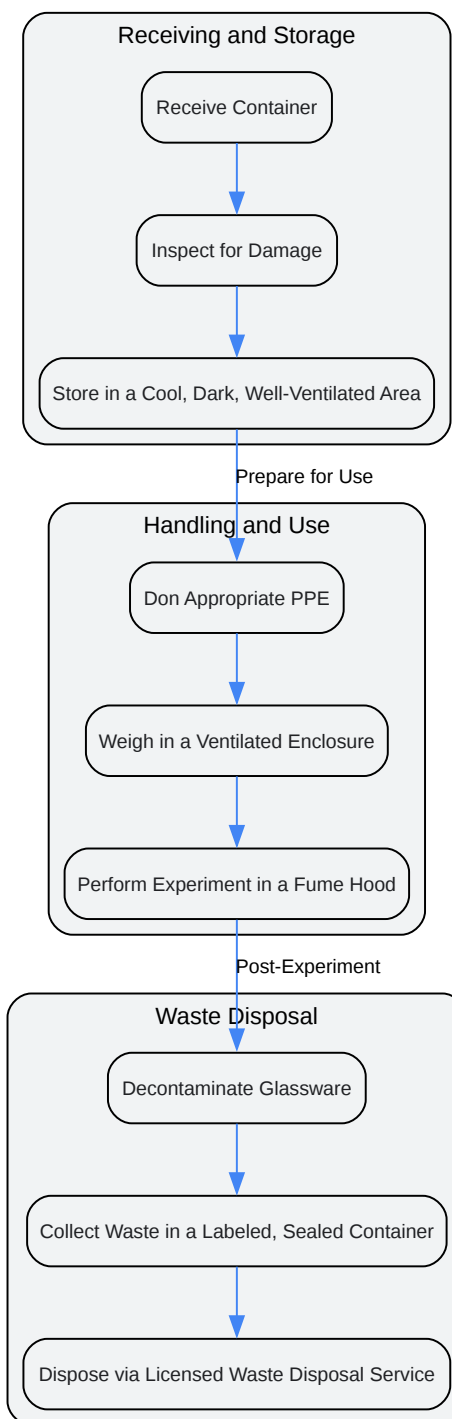 Receiving and Storage
Receive Container
Inspect for Damage
Store in a Cool, Dark, Well-Ventilated Area
Prepare for Use
Handling and Use
Don Appropriate PPE
Weigh in a Ventilated Enclosure
Perform Experiment in a Fume Hood
Post-Experiment
Waste Disposal
Decontaminate Glassware
Collect Waste in a Labeled, Sealed Container
Dispose via Licensed Waste Disposal Service